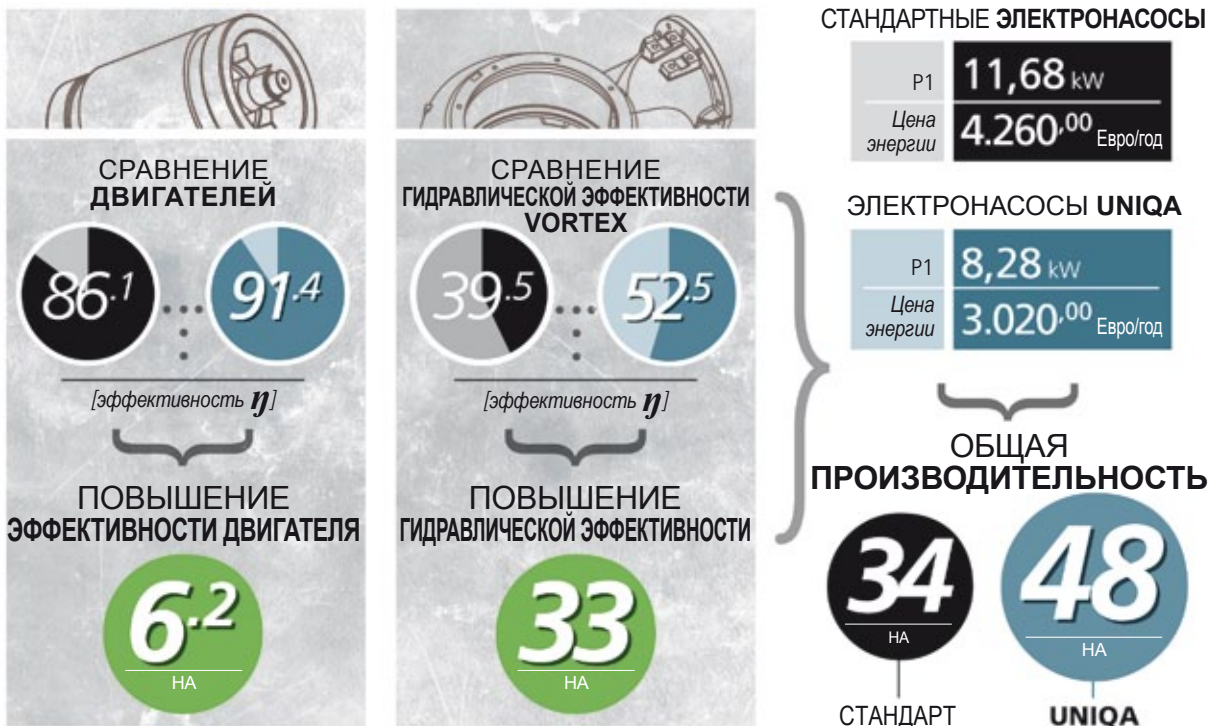 СРАВНЕНИЕ
ДВИГАТЕЛЕЙ
86.1
91.4
[эффективность η]
ПОВЫШЕНИЕ
ЭФФЕКТИВНОСТИ ДВИГАТЕЛЯ
6.2
НА
СРАВНЕНИЕ
ГИДРАВЛИЧЕСКОЙ ЭФФЕКТИВНОСТИ
VORTEX
39.5
52.5
[эффективность η]
ПОВЫШЕНИЕ
ГИДРАВЛИЧЕСКОЙ ЭФФЕКТИВНОСТИ
33
НА
СТАНДАРТНЫЕ ЭЛЕКТРОНАСОСЫ
P1 11,68 kW
Цена
энергии 4.260,00 Евро/год
ЭЛЕКТРОНАСОСЫ UNIQA
P1 8,28 kW
Цена
энергии 3.020,00 Евро/год
ОБЩАЯ
ПРОИЗВОДИТЕЛЬНОСТЬ
34
НА
СТАНДАРТ
48
НА
UNIQA